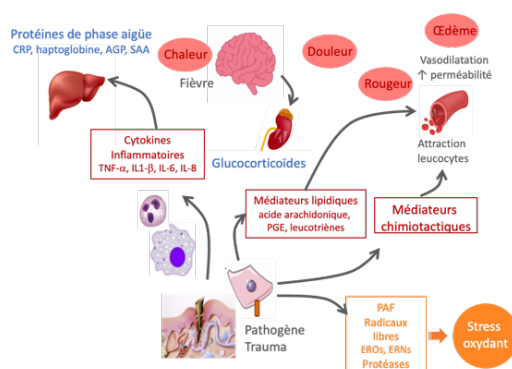 Protéines de phase aigüe
CRP, haptoglobine, AGP, SAA
Chaleur
Fièvre
Douleur
Rougeur
Œdème
Vasodilatation
↑ perméabilité
Attraction
leucocytes
Glucocorticoïdes
Cytokines
Inflammatoires
TNF-α, IL1-β, IL-6, IL-8
Médiateurs lipidiques
acide arachidonique,
PGE, leucotriènes
Médiateurs
chimiotactiques
Pathogène
Trauma
PAF
Radicaux
libres
EROs, ERNs
Protéases
Stress
oxydant